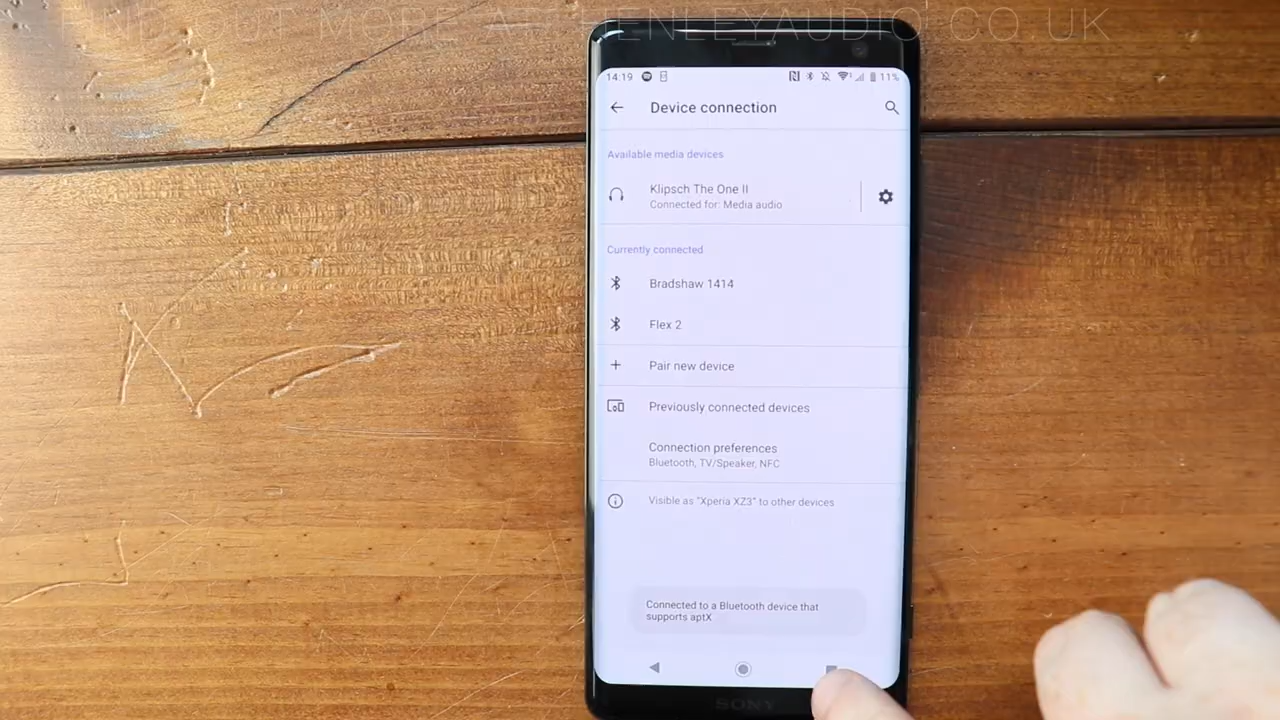 FIND OUT MORE AT HENLEYAUDIO.CO.UK
14:19
11%
Device connection
Available media devices
Klipsch The One II
Connected for: Media audio
Currently connected
Bradshaw 1414
Flex 2
Pair new device
Previously connected devices
Connection preferences
Bluetooth, TV/Speaker, NFC
Visible as "Xperia XZ3" to other devices
Connected to a Bluetooth device that
supports aptX
SONY